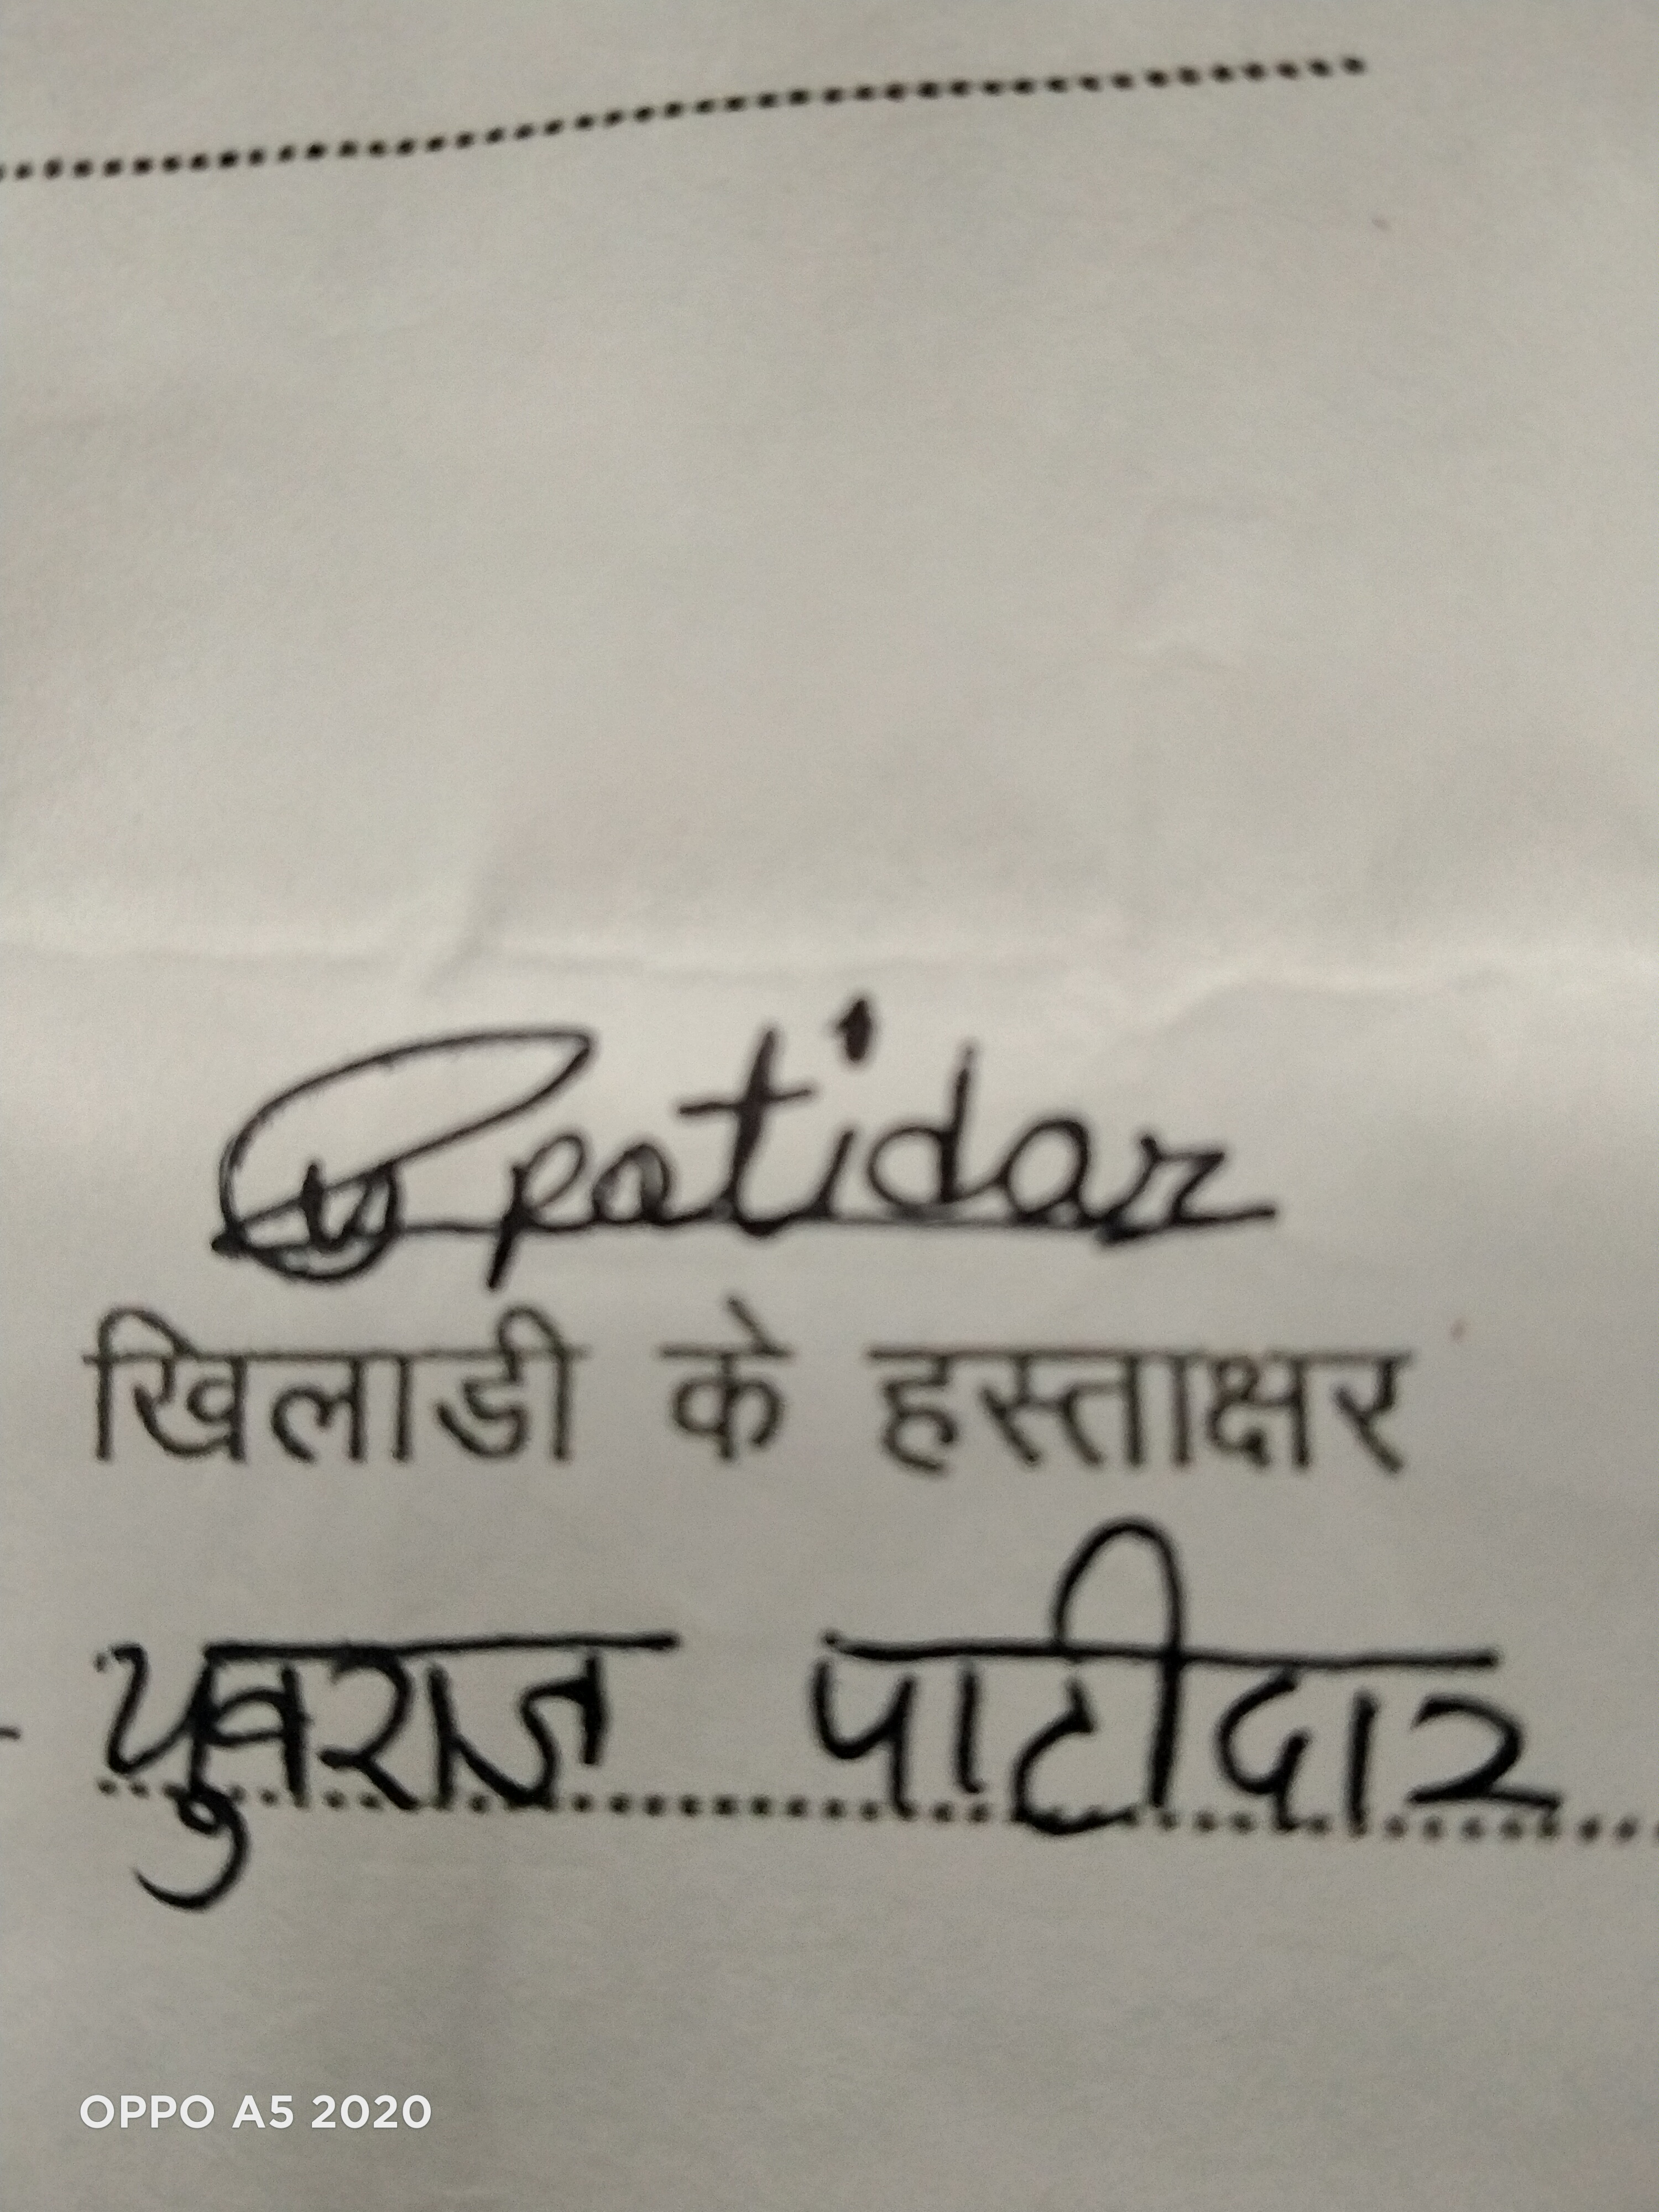 patidar
खिलाडी के हस्ताक्षर
युवराज पाटीदार
OPPO A5 2020